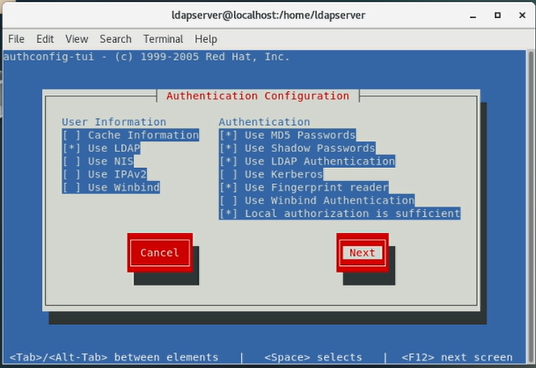 ldapserver@localhost:/home/ldapserver
File Edit View Search Terminal Help
authconfig-tui - (c) 1999-2005 Red Hat, Inc.
Authentication Configuration
User Information Authentication
[ ] Cache Information [*] Use MD5 Passwords
[*] Use LDAP [*] Use Shadow Passwords
[ ] Use NIS [*] Use LDAP Authentication
[ ] Use IPAv2 [ ] Use Kerberos
[ ] Use Winbind [*] Use Fingerprint reader
[ ] Use Winbind Authentication
[*] Local authorization is sufficient
Cancel Next
<Tab>/<Alt-Tab> between elements | <Space> selects | <F12> next screen